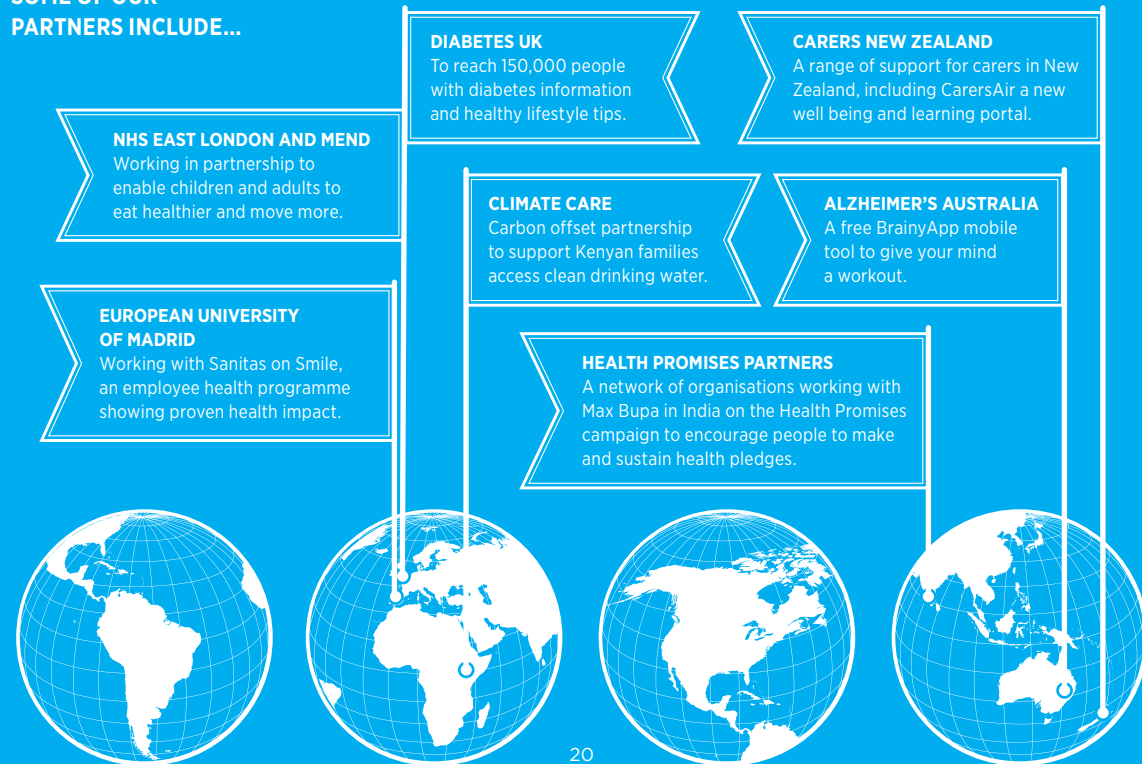 SOME OF OUR
PARTNERS INCLUDE...
DIABETES UK
To reach 150,000 people
with diabetes information
and healthy lifestyle tips.
CARERS NEW ZEALAND
A range of support for carers in New
Zealand, including CarersAir a new
well being and learning portal.
NHS EAST LONDON AND MEND
Working in partnership to
enable children and adults to
eat healthier and move more.
CLIMATE CARE
Carbon offset partnership
to support Kenyan families
access clean drinking water.
ALZHEIMER'S AUSTRALIA
A free BrainyApp mobile
tool to give your mind
a workout.
EUROPEAN UNIVERSITY
OF MADRID
Working with Sanitas on Smile,
an employee health programme
showing proven health impact.
HEALTH PROMISES PARTNERS
A network of organisations working with
Max Bupa in India on the Health Promises
campaign to encourage people to make
and sustain health pledges.
20